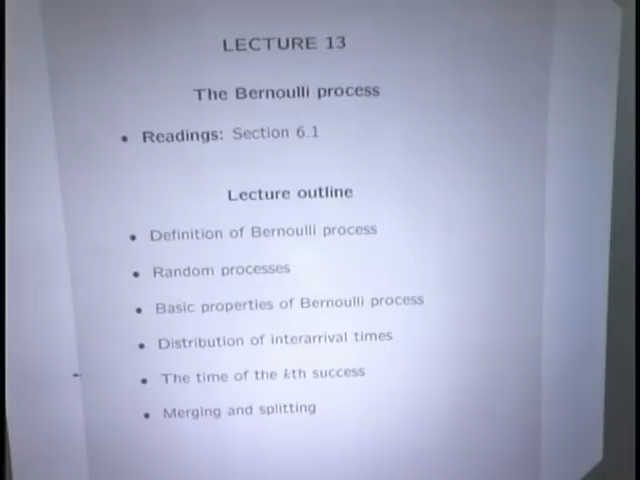 LECTURE 13
The Bernoulli process
• Readings: Section 6.1
Lecture outline
• Definition of Bernoulli process
• Random processes
• Basic properties of Bernoulli process
• Distribution of interarrival times
• The time of the kth success
• Merging and splitting